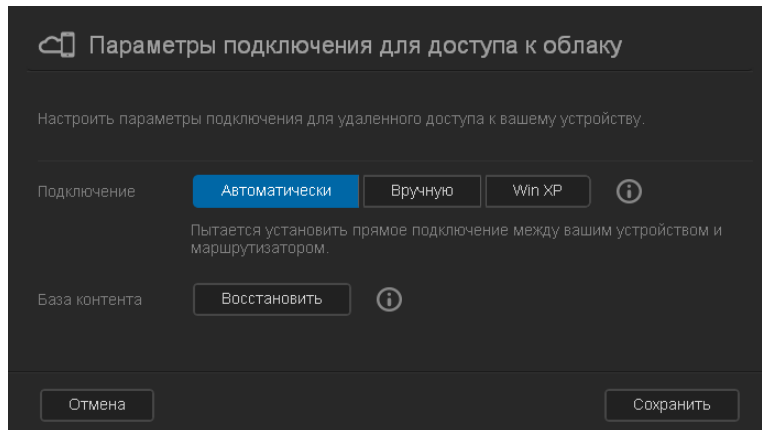 Параметры подключения для доступа к облаку
Настроить параметры подключения для удаленного доступа к вашему устройству.
Подключение Автоматически Вручную Win XP
Пытается установить прямое подключение между вашим устройством и
маршрутизатором.
База контента Восстановить
Отмена Сохранить